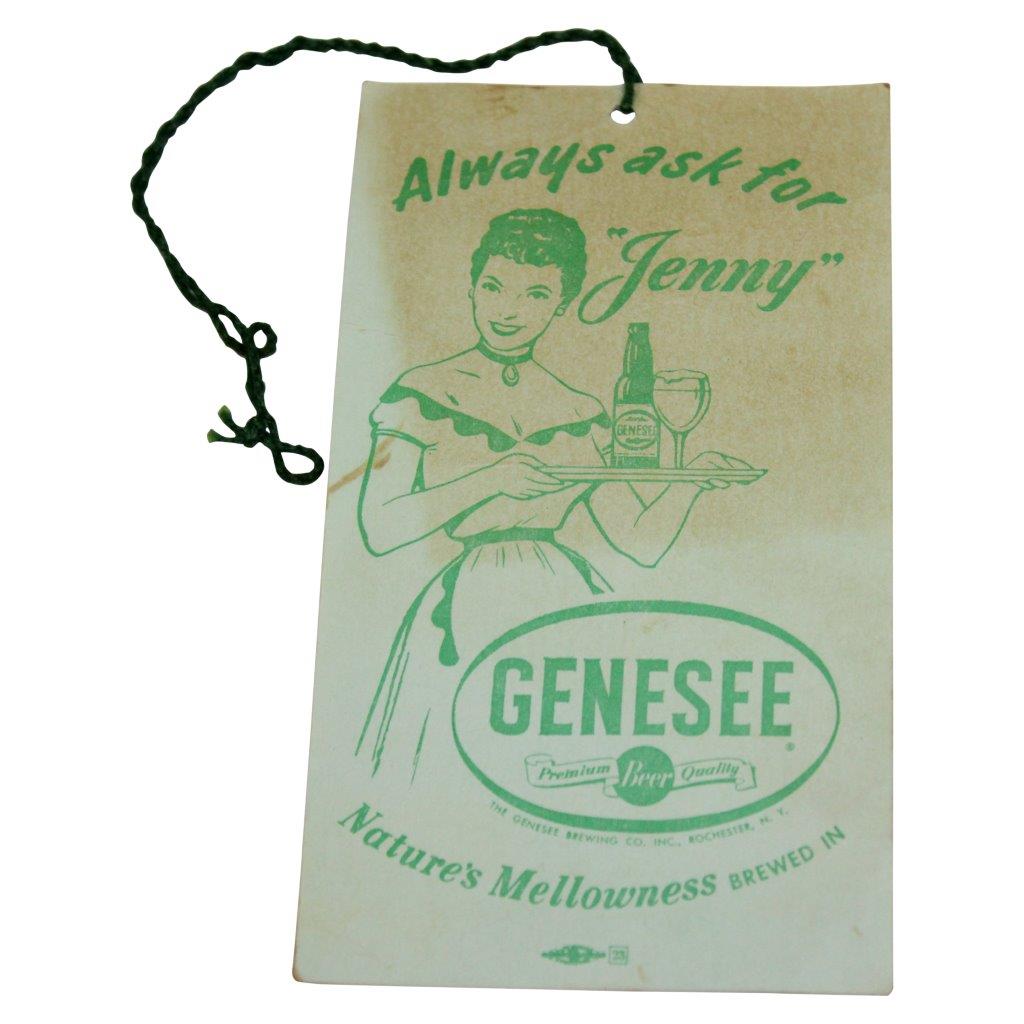 Always ask for
"Jenny"
GENESEE
GENESEE®
Premium Beer Quality
THE GENESEE BREWING CO. INC., ROCHESTER, N. Y.
Nature's Mellowness BREWED IN
23